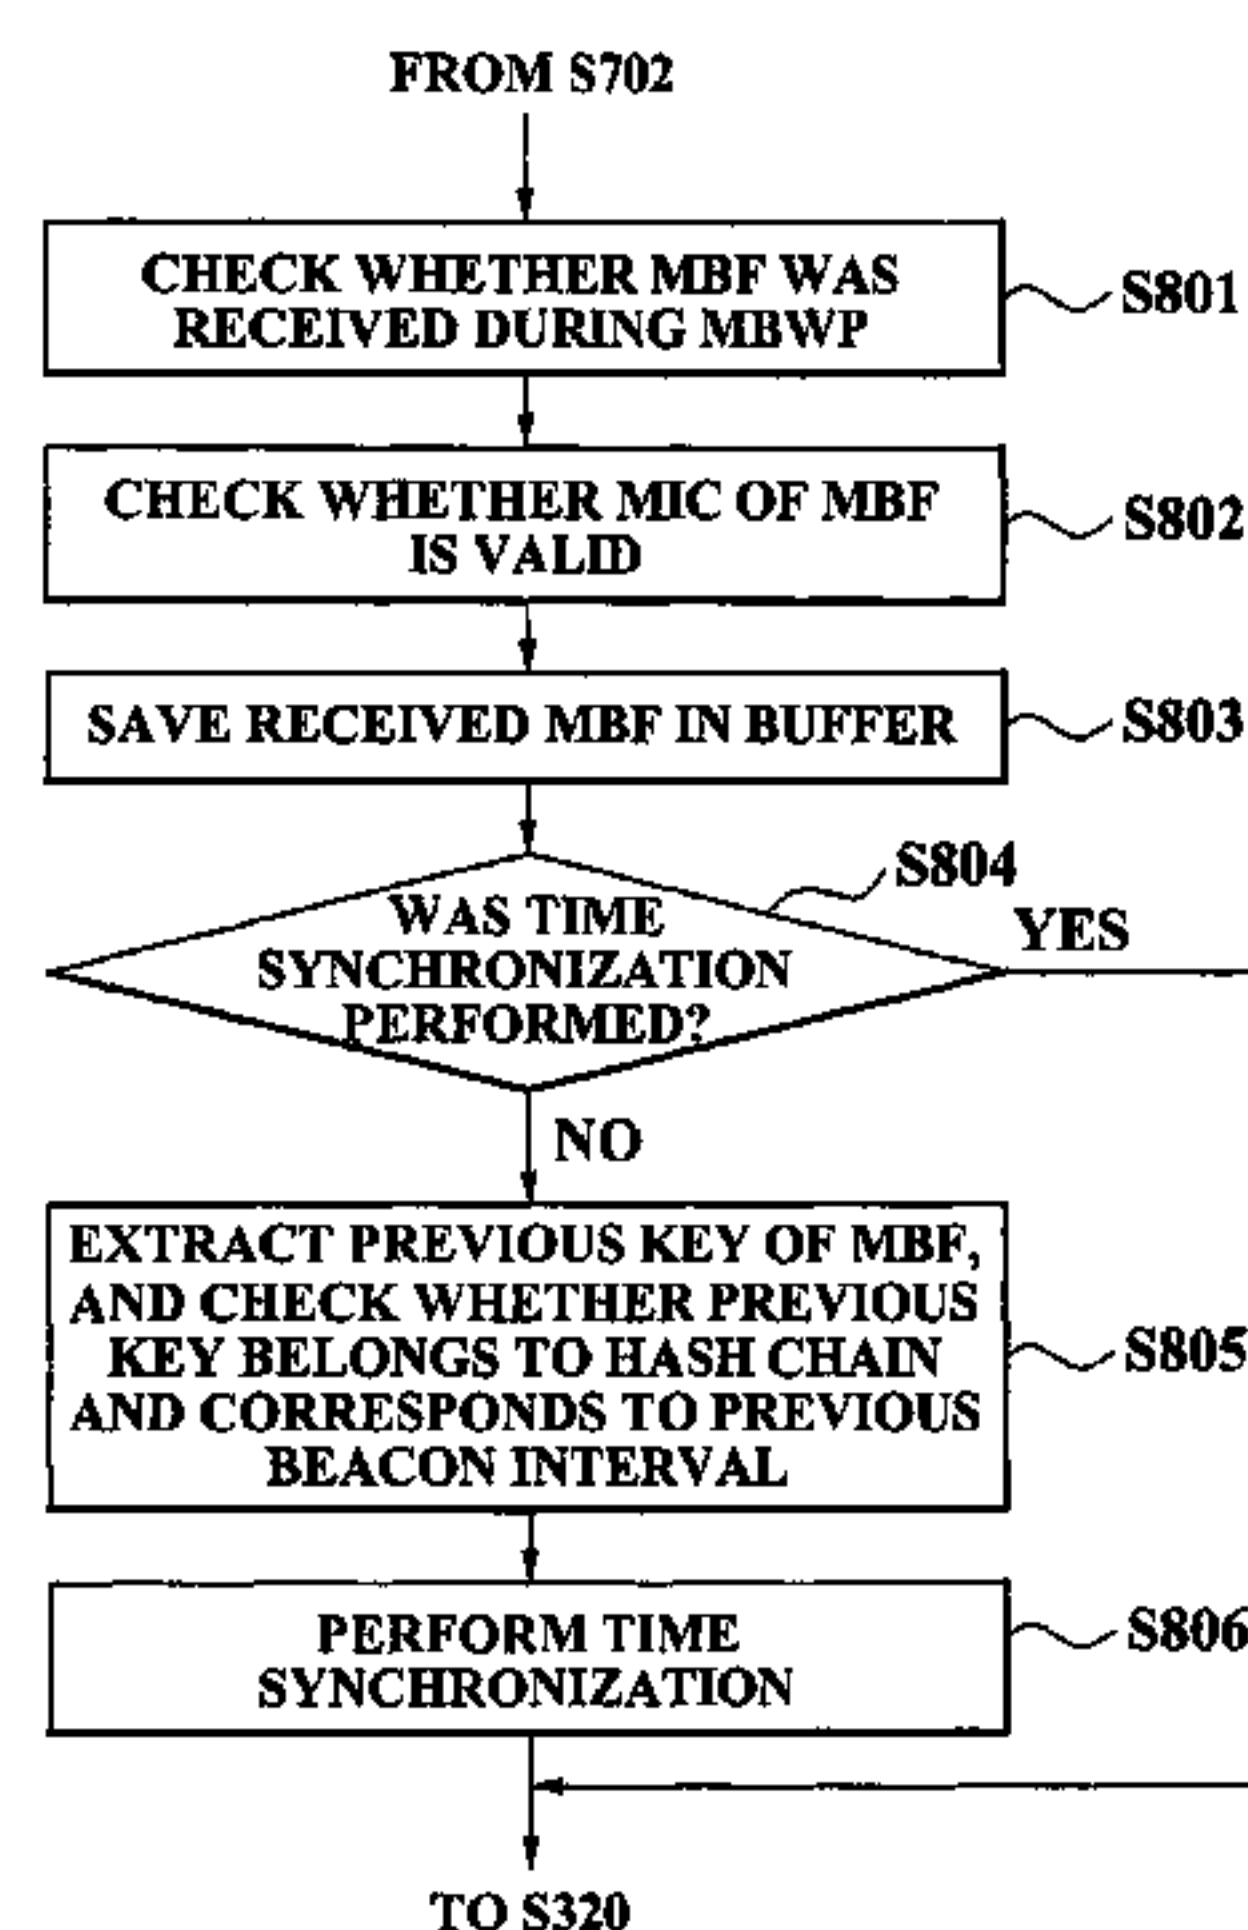 FROM S702
CHECK WHETHER MBF WAS
RECEIVED DURING MBWP
S801
CHECK WHETHER MIC OF MBF
IS VALID
S802
SAVE RECEIVED MBF IN BUFFER
S803
S804
WAS TIME
SYNCHRONIZATION
PERFORMED?
YES
NO
EXTRACT PREVIOUS KEY OF MBF,
AND CHECK WHETHER PREVIOUS
KEY BELONGS TO HASH CHAIN
AND CORRESPONDS TO PREVIOUS
BEACON INTERVAL
S805
PERFORM TIME
SYNCHRONIZATION
S806
TO S320